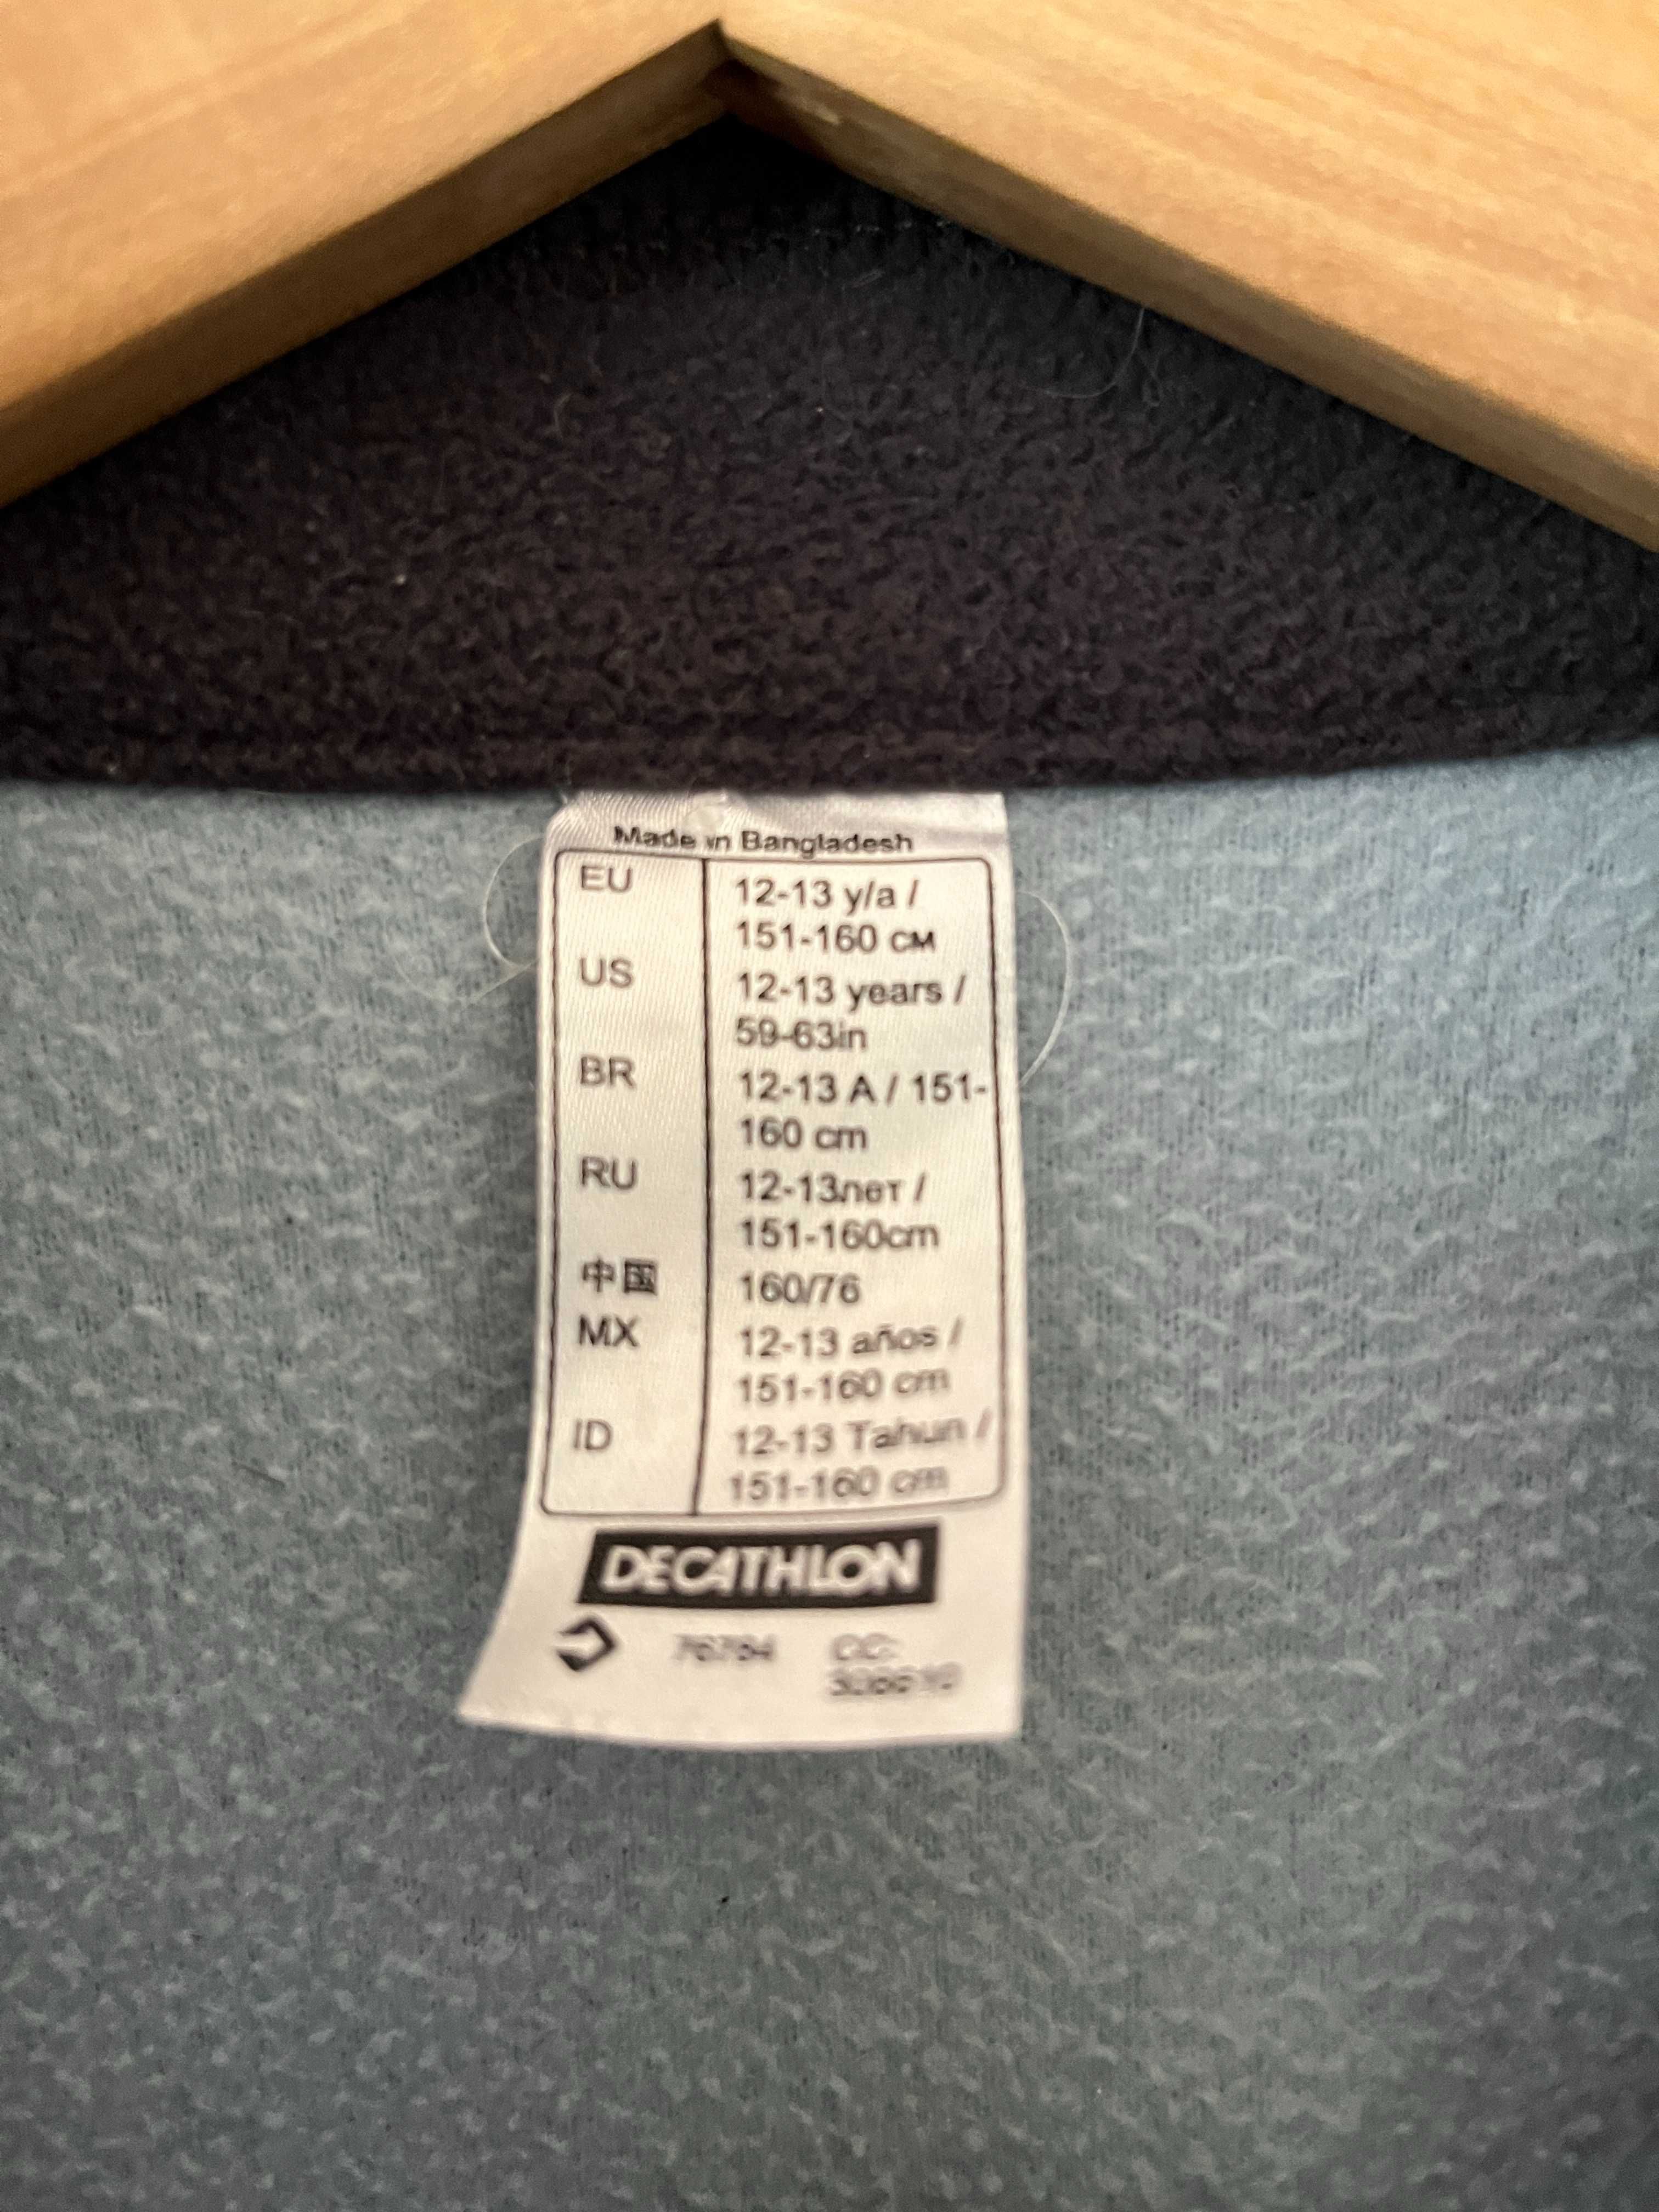 Made in Bangladesh
EU 12-13 y/a /
151-160 см
US 12-13 years /
59-63in
BR 12-13 A / 151-
160 cm
RU 12-13лет /
151-160cm
中国 160/76
MX 12-13 años /
151-160 cm
ID 12-13 Tahun /
151-160 cm
DECATHLON
CC: